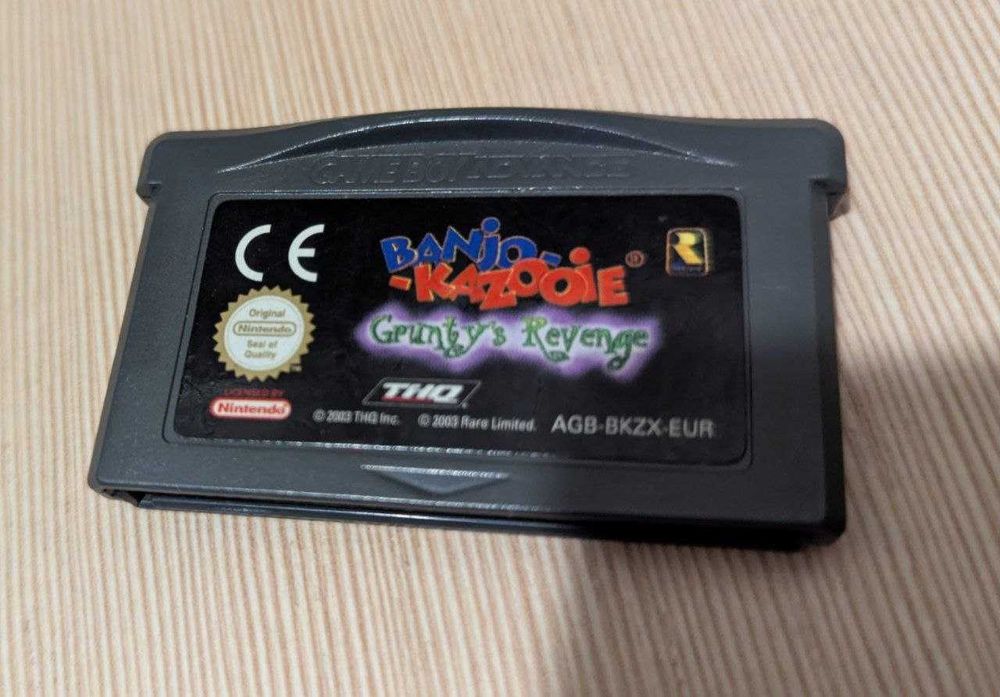 GAME BOY ADVANCE
CE
BANJO-
-KAZOOIE®
Grunty's Revenge
R
Original
Nintendo
Seal of
Quality
LICENSED BY
Nintendo
THQ
© 2003 THQ Inc. © 2003 Rare Limited. AGB-BKZX-EUR